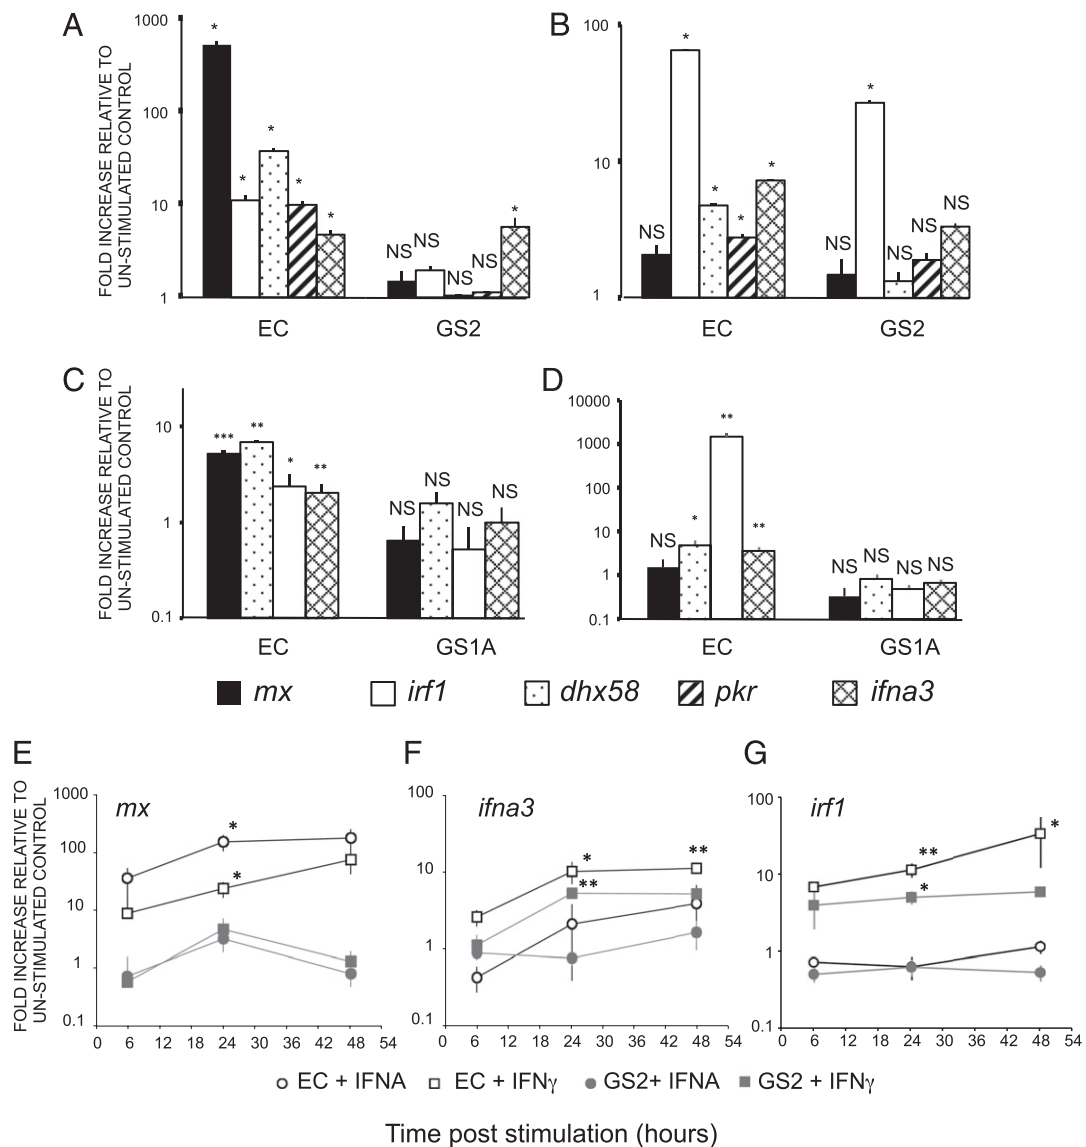 A
B
FOLD INCREASE RELATIVE TO
UN-STIMULATED CONTROL
1000
100
10
1
* * * * *
NS NS NS NS *
EC GS2
100
10
1
NS * * * *
NS * NS NS NS
EC GS2
C
D
FOLD INCREASE RELATIVE TO
UN-STIMULATED CONTROL
10
1
0.1
*** ** * **
NS NS NS NS
EC GS1A
10000
1000
100
10
1
0.1
NS * ** **
NS NS NS NS
EC GS1A
mx irf1 dhx58 pkr ifna3
E
F
G
FOLD INCREASE RELATIVE TO
UN-STIMULATED CONTROL
mx
1000
100
10
1
0.1
*
*
0 6 12 18 24 30 36 42 48 54
ifna3
100
10
1
0.1
* **
**
0 6 12 18 24 30 36 42 48 54
irf1
100
10
1
0.1
** *
*
0 6 12 18 24 30 36 42 48 54
EC + IFNA EC + IFNγ GS2+ IFNA GS2 + IFNγ
Time post stimulation (hours)